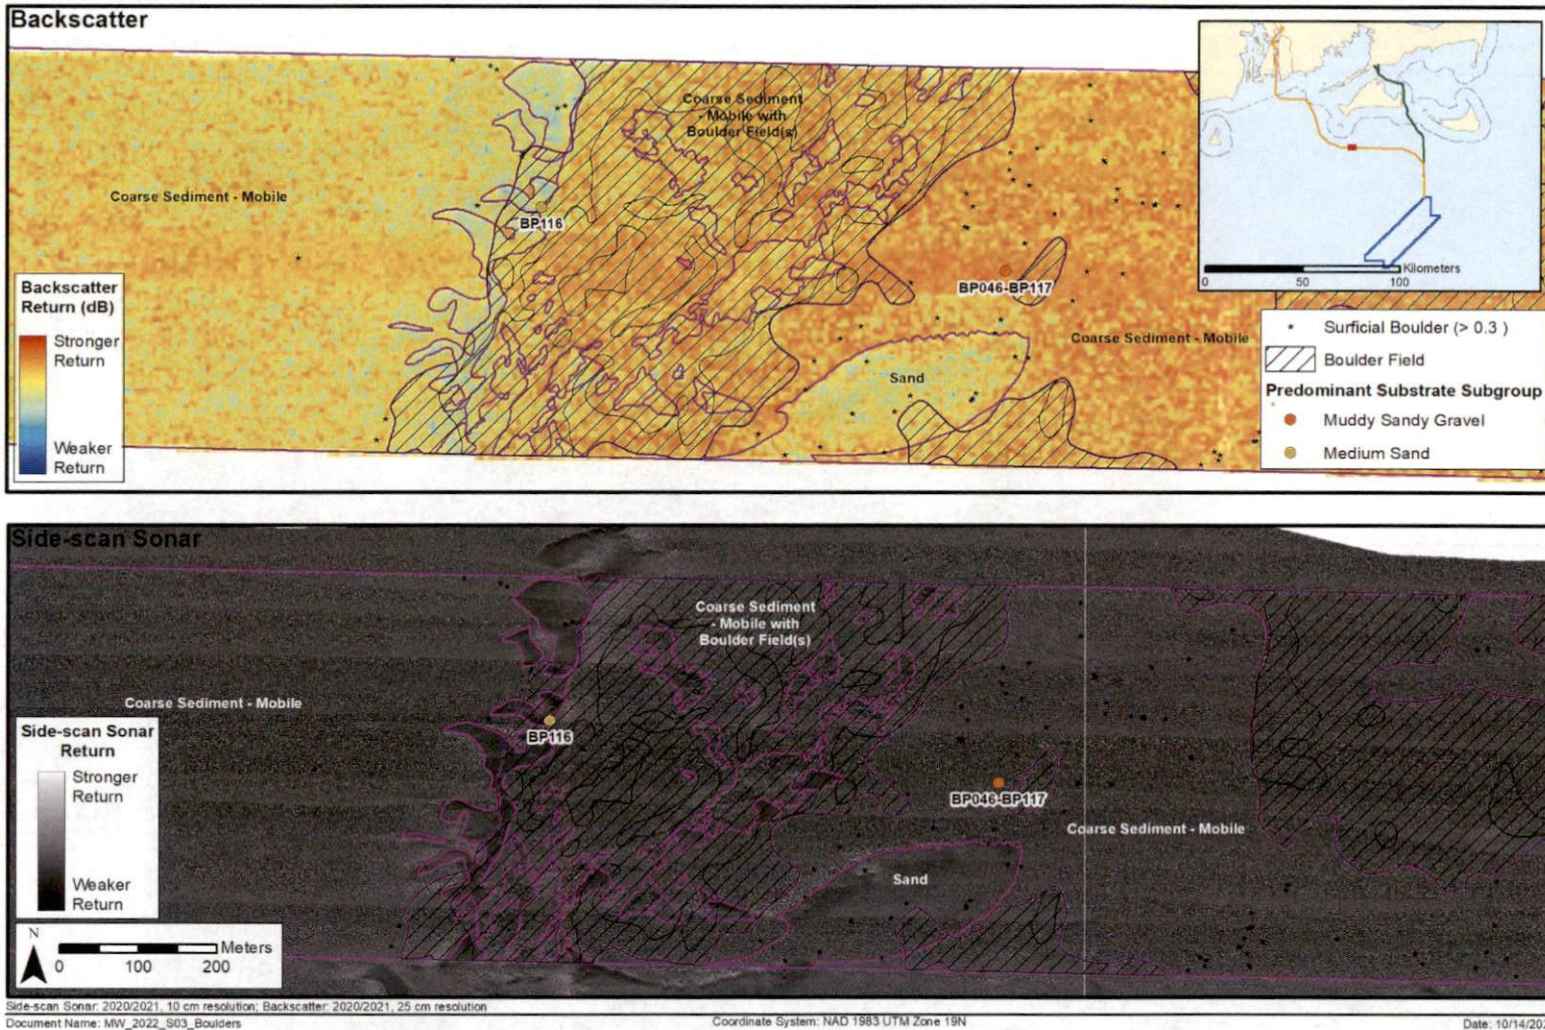 Backscatter
Coarse Sediment
- Mobile with
Boulder Field(s)
Coarse Sediment - Mobile
BP116
BP046-BP117
Coarse Sediment - Mobile
Sand
Backscatter
Return (dB)
Stronger
Return
Weaker
Return
Kilometers
0 50 100
Surficial Boulder (> 0.3 )
Boulder Field
Predominant Substrate Subgroup
Muddy Sandy Gravel
Medium Sand
Side-scan Sonar
Coarse Sediment
- Mobile with
Boulder Field(s)
Coarse Sediment - Mobile
BP116
BP046-BP117
Coarse Sediment - Mobile
Sand
Side-scan Sonar
Return
Stronger
Return
Weaker
Return
N
Meters
0 100 200
Side-scan Sonar: 2020/2021, 10 cm resolution; Backscatter: 2020/2021, 25 cm resolution
Document Name: MW_2022_S03_Boulders
Coordinate System: NAD 1983 UTM Zone 19N